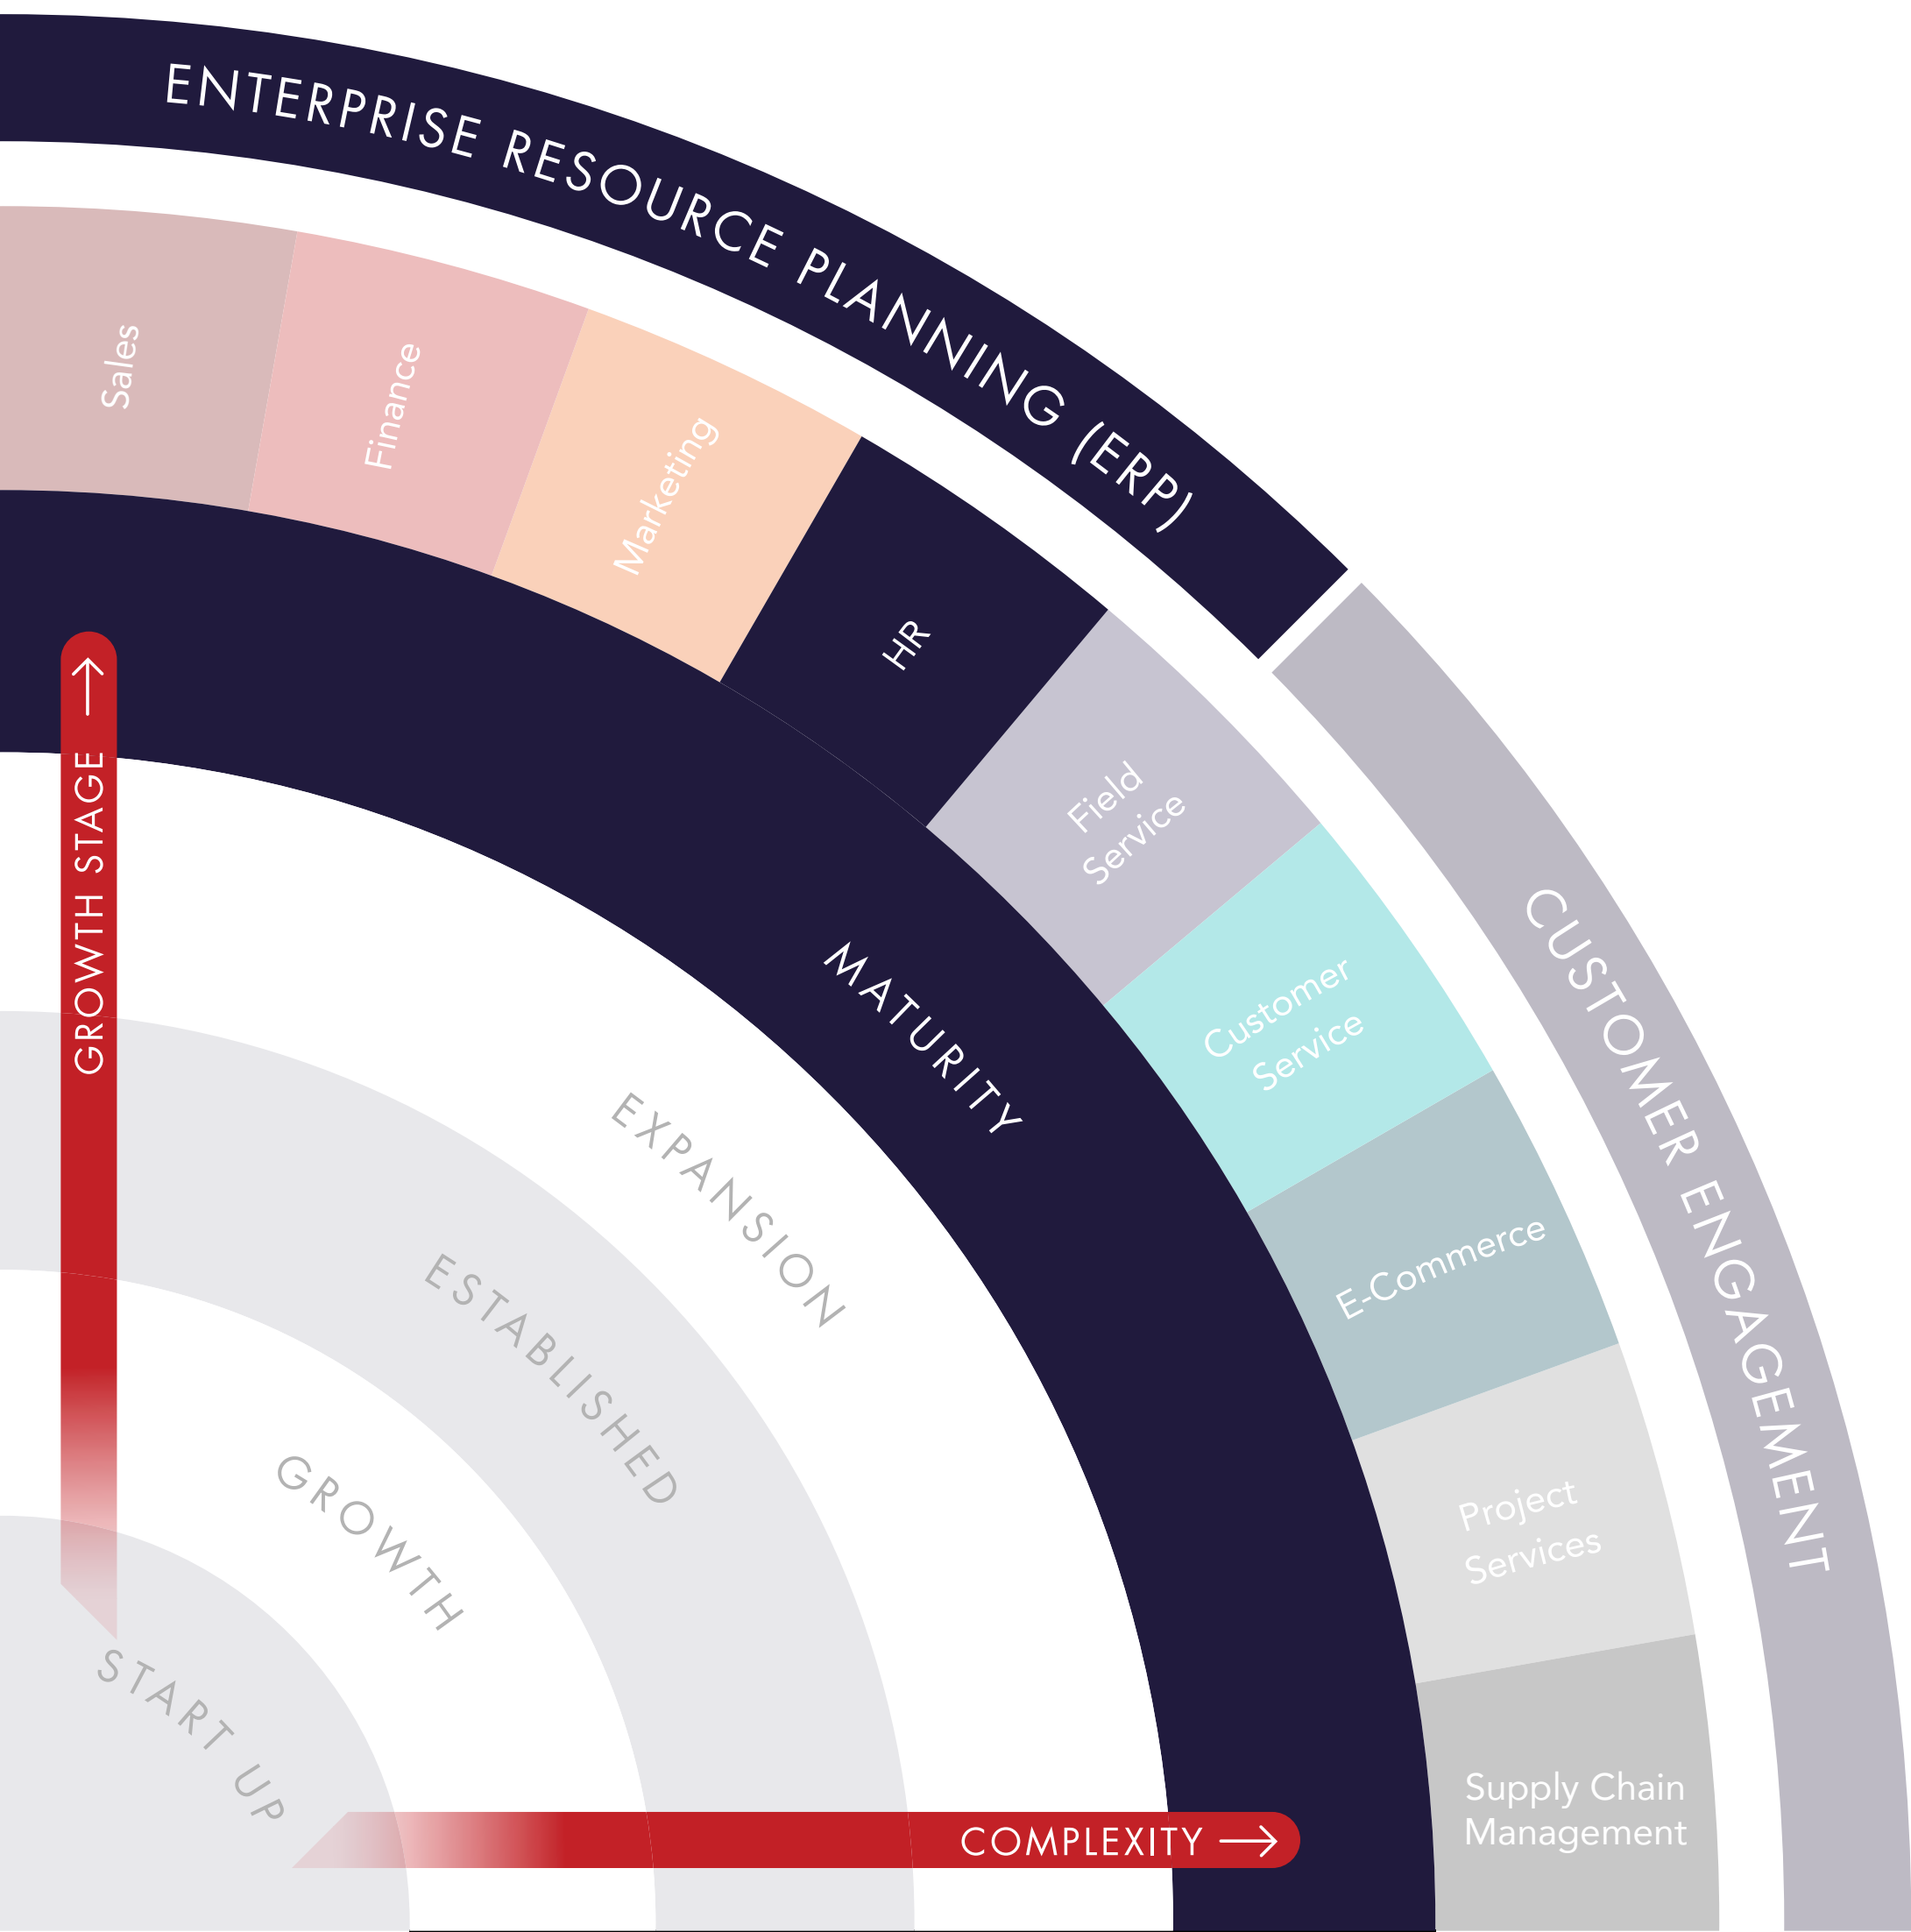 ENTERPRISE RESOURCE PLANNING (ERP)
CUSTOMER ENGAGEMENT
Sales
Finance
Marketing
HR
Field
Service
Customer
Service
E-Commerce
Project
Services
Supply Chain
Management
MATURITY
EXPANSION
ESTABLISHED
GROWTH
START UP
GROWTH STAGE
COMPLEXITY